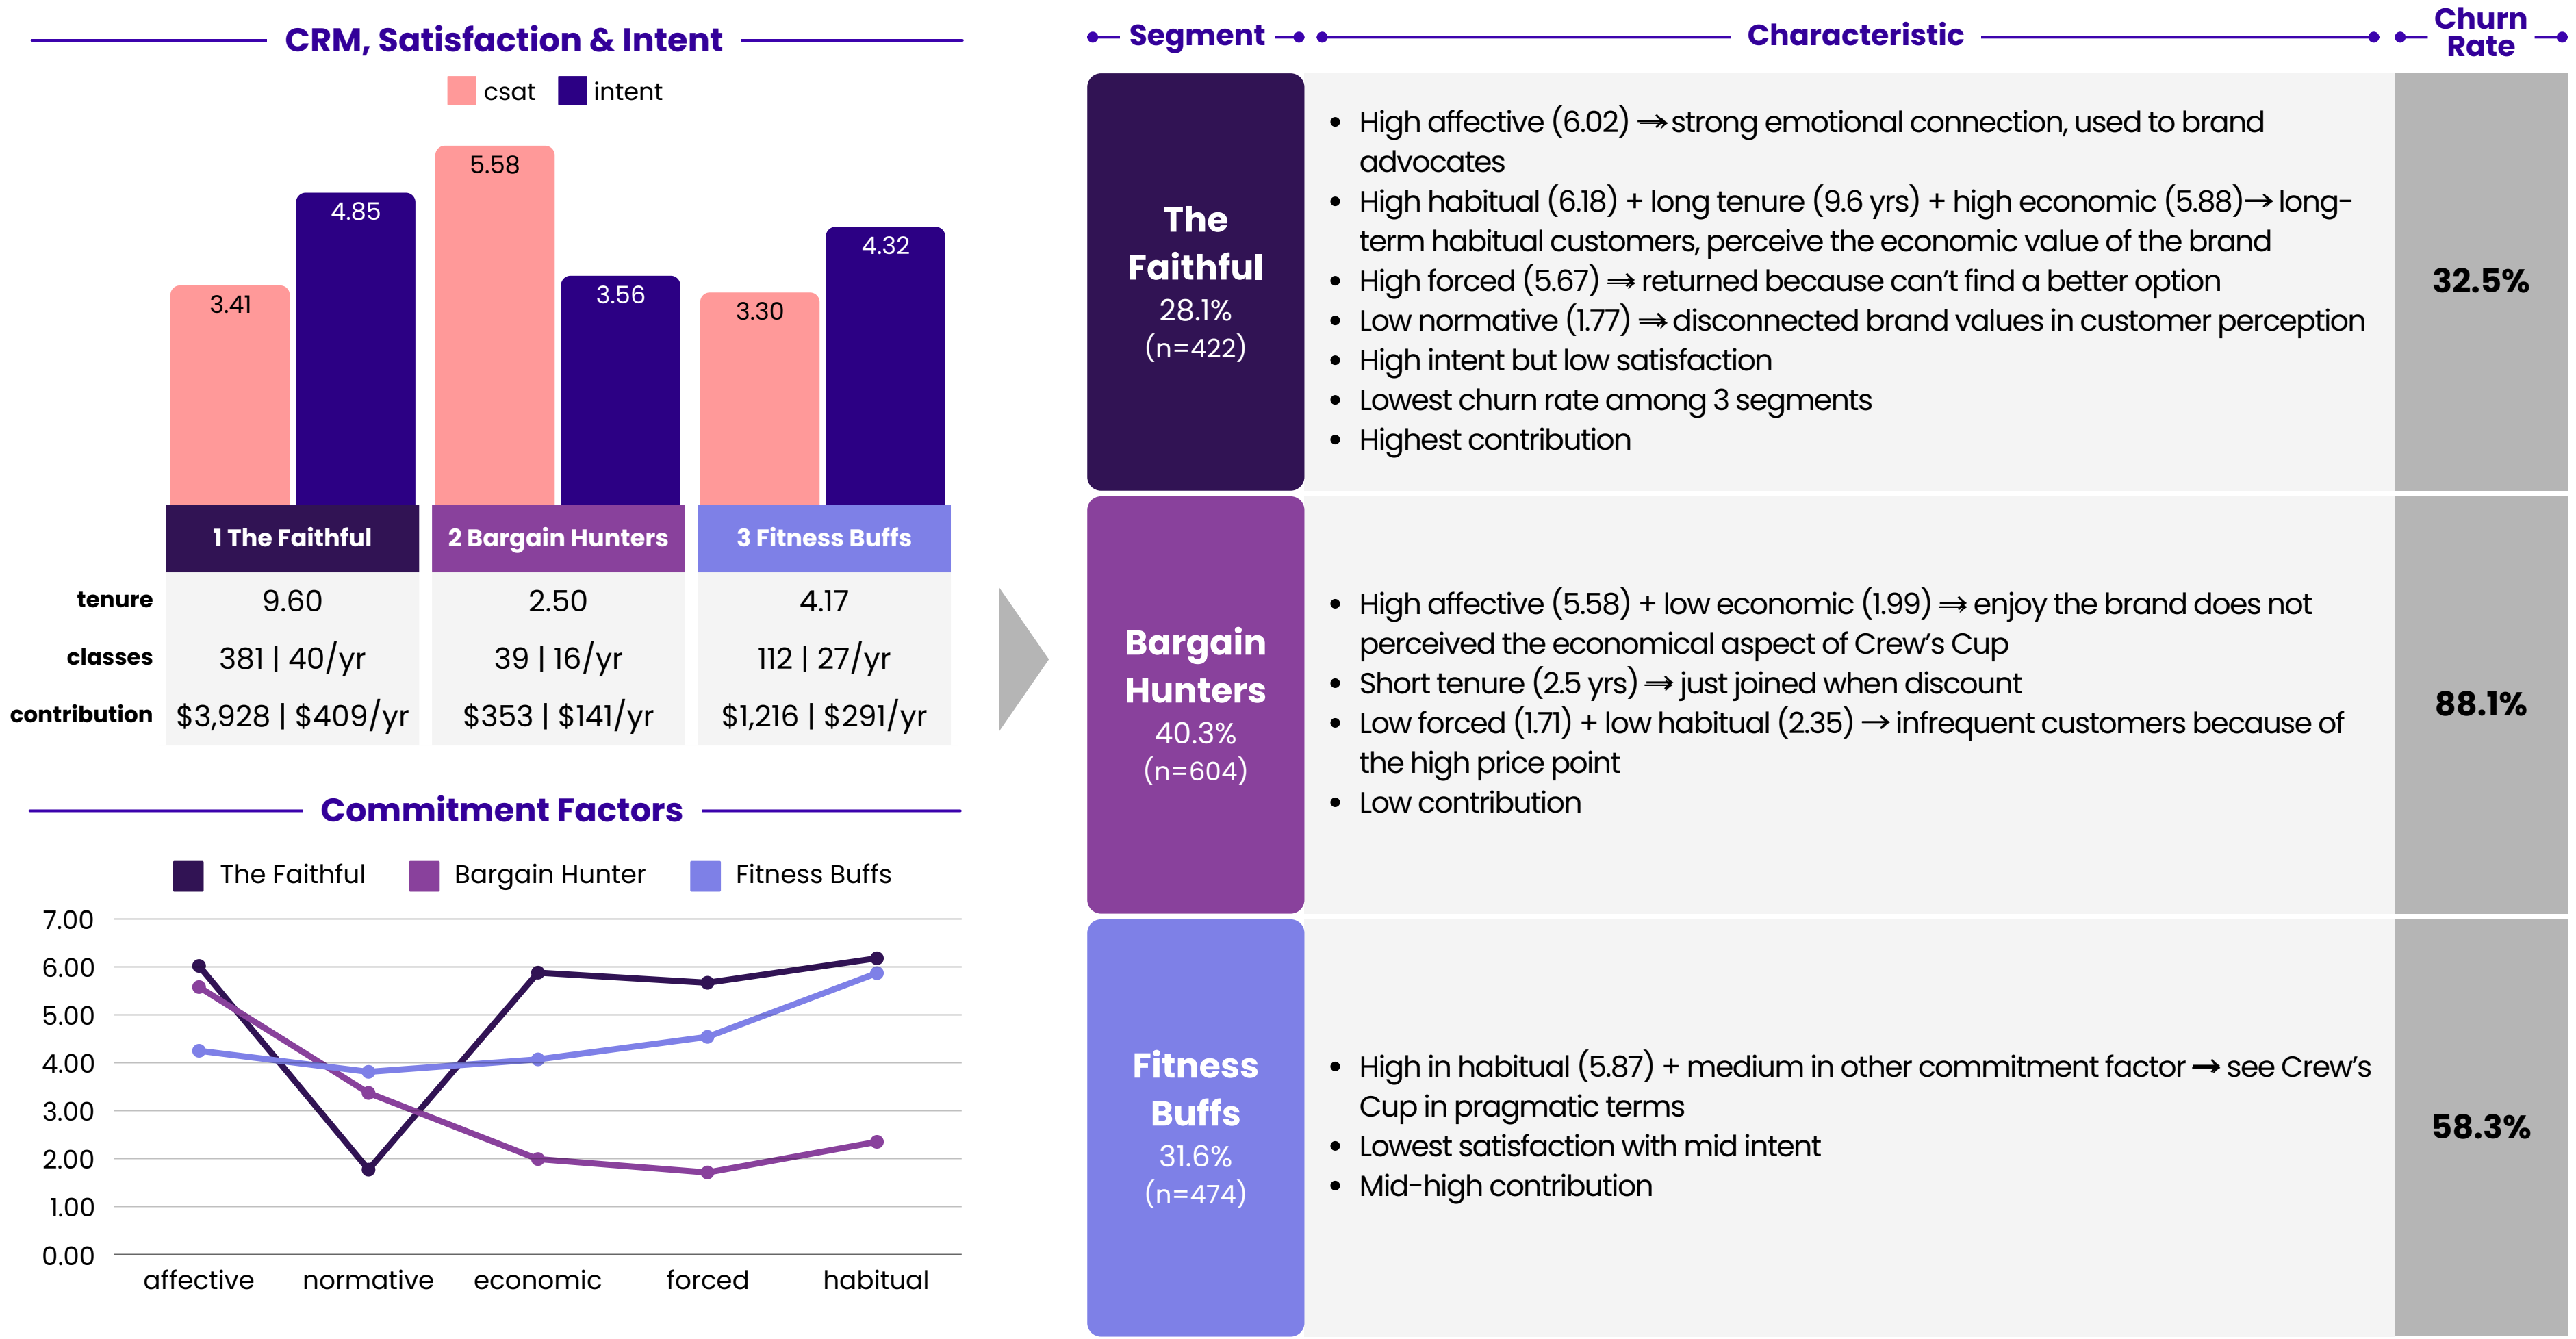 CRM, Satisfaction & Intent
csat intent
3.41
4.85
5.58
3.56
3.30
4.32
1 The Faithful 2 Bargain Hunters 3 Fitness Buffs
tenure 9.60 2.50 4.17
classes 381 | 40/yr 39 | 16/yr 112 | 27/yr
contribution $3,928 | $409/yr $353 | $141/yr $1,216 | $291/yr
Commitment Factors
The Faithful Bargain Hunter Fitness Buffs
7.00
6.00
5.00
4.00
3.00
2.00
1.00
0.00
affective normative economic forced habitual
Segment Characteristic Churn
Rate
The
Faithful
28.1%
(n=422)
• High affective (6.02) ⇒ strong emotional connection, used to brand
advocates
• High habitual (6.18) + long tenure (9.6 yrs) + high economic (5.88)→ long-
term habitual customers, perceive the economic value of the brand
• High forced (5.67) ⇒ returned because can't find a better option
• Low normative (1.77) ⇒ disconnected brand values in customer perception
• High intent but low satisfaction
• Lowest churn rate among 3 segments
• Highest contribution
32.5%
Bargain
Hunters
40.3%
(n=604)
• High affective (5.58) + low economic (1.99) ⇒ enjoy the brand does not
perceived the economical aspect of Crew's Cup
• Short tenure (2.5 yrs) ⇒ just joined when discount
• Low forced (1.71) + low habitual (2.35) → infrequent customers because of
the high price point
• Low contribution
88.1%
Fitness
Buffs
31.6%
(n=474)
• High in habitual (5.87) + medium in other commitment factor ⇒ see Crew's
Cup in pragmatic terms
• Lowest satisfaction with mid intent
• Mid-high contribution
58.3%